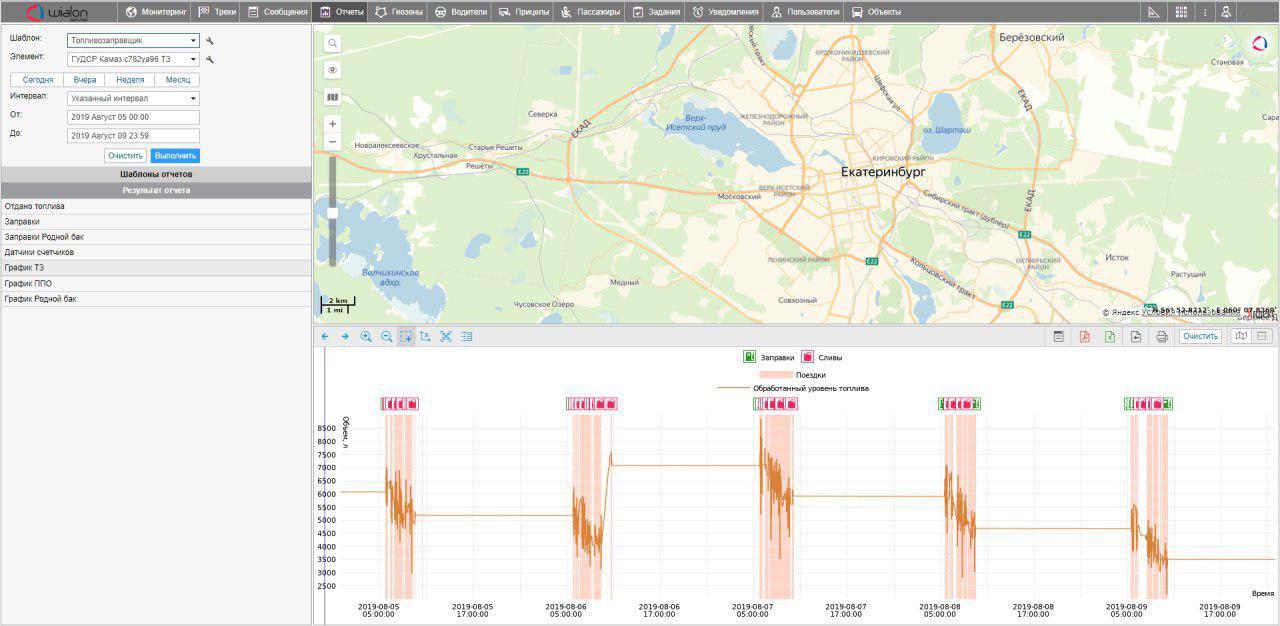 wialon Мониторинг Треки Сообщения Отчеты Геозоны Водители Прицепы Пассажиры Задания Уведомления Пользователи Объекты
Шаблон: Топливозаправщик
Элемент: ГУДСР Камаз с782уа96 ТЗ
Сегодня Вчера Неделя Месяц
Интервал: Указанный интервал
От: 2019 Август 05 00:00
До: 2019 Август 09 23:59
Очистить Выполнить
Шаблоны отчетов
Результат отчета
Отдано топлива
Заправки
Заправки Родной бак
Датчики счетчиков
График ТЗ
График ППО
График Родной бак
Берёзовский
ОРДЖОНИКИДЗЕВСКИЙ
РАЙОН
Становая
Шефская ул.
ЕКАД
Северка
ЕКАД
Верх-
Исетский пруд
ЖЕЛЕЗНОДОРОЖНЫЙ
РАЙОН
оз. Шарташ
Новоалексеевское
Старые Решеты
Хрустальная
Решеты
E22
КИРОВСКИЙ РАЙОН
Екатеринбург
ВЕРХ-ИСЕТСКИЙ
РАЙОН
Московский
Сибирский тракт (дублёр)
ЕКАД
E22
ЛЕНИНСКИЙ РАЙОН
E22
Кольцовский тракт
ОКТЯБРЬСКИЙ
РАЙОН
Исток
Растущий
Волчихинское
вдхр.
Медный
Чусовское Озеро
Совхозный
E22
2 km
1 mi
© Яндекс
Очистить
Заправки Сливы
Поездки
Обработанный уровень топлива
Объем, л
8500
8000
7500
7000
6500
6000
5500
5000
4500
4000
3500
3000
2500
Время
2019-08-05 2019-08-05 2019-08-06 2019-08-06 2019-08-07 2019-08-07 2019-08-08 2019-08-08 2019-08-09 2019-08-09
05:00:00 17:00:00 05:00:00 17:00:00 05:00:00 17:00:00 05:00:00 17:00:00 05:00:00 17:00:00